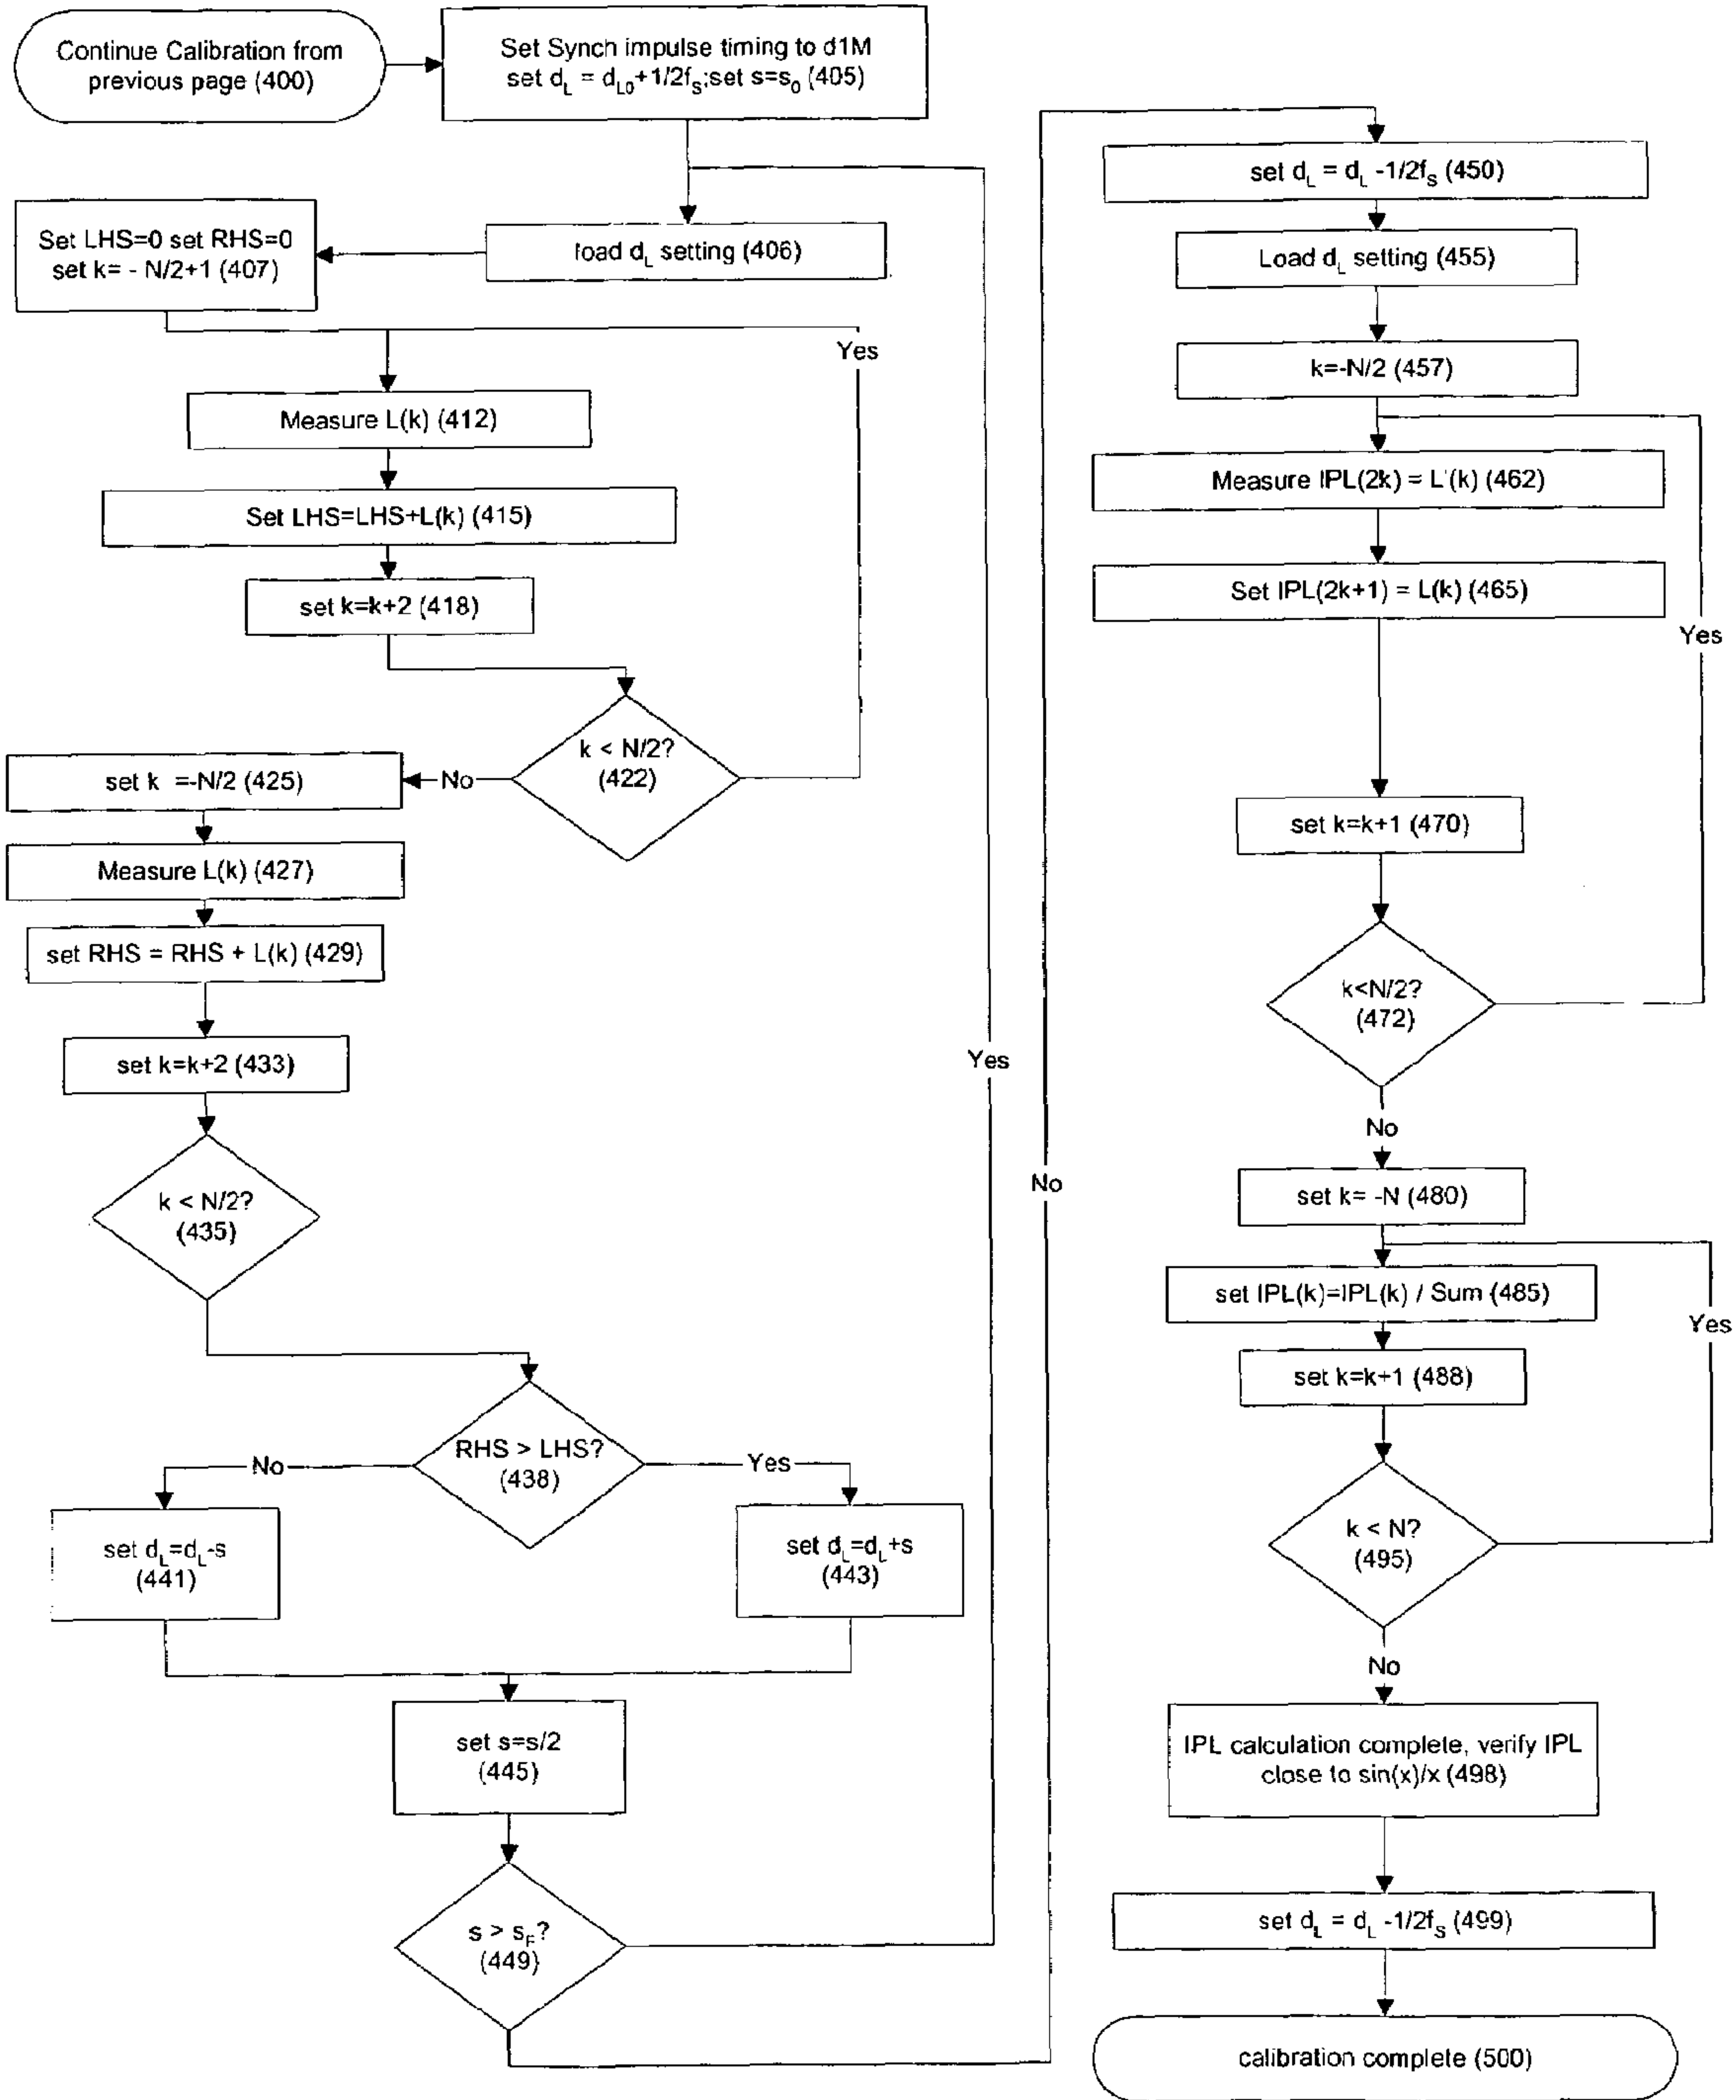 Continue Calibration from
previous page (400)
Set Synch impulse timing to d1M
set d_L = d_L0+1/2f_S;set s=s_0 (405)
load d_L setting (406)
Set LHS=0 set RHS=0
set k= - N/2+1 (407)
Yes
Measure L(k) (412)
Set LHS=LHS+L(k) (415)
set k=k+2 (418)
k < N/2?
(422)
No
set k =-N/2 (425)
Measure L(k) (427)
set RHS = RHS + L(k) (429)
set k=k+2 (433)
k < N/2?
(435)
RHS > LHS?
(438)
No
Yes
set d_L=d_L-s
(441)
set d_L=d_L+s
(443)
set s=s/2
(445)
s > s_F?
(449)
Yes
No
set d_L = d_L -1/2f_S (450)
Load d_L setting (455)
k=-N/2 (457)
Measure IPL(2k) = L'(k) (462)
Set IPL(2k+1) = L(k) (465)
Yes
set k=k+1 (470)
k<N/2?
(472)
No
set k= -N (480)
set IPL(k)=IPL(k) / Sum (485)
Yes
set k=k+1 (488)
k < N?
(495)
No
IPL calculation complete, verify IPL
close to sin(x)/x (498)
set d_L = d_L -1/2f_S (499)
calibration complete (500)